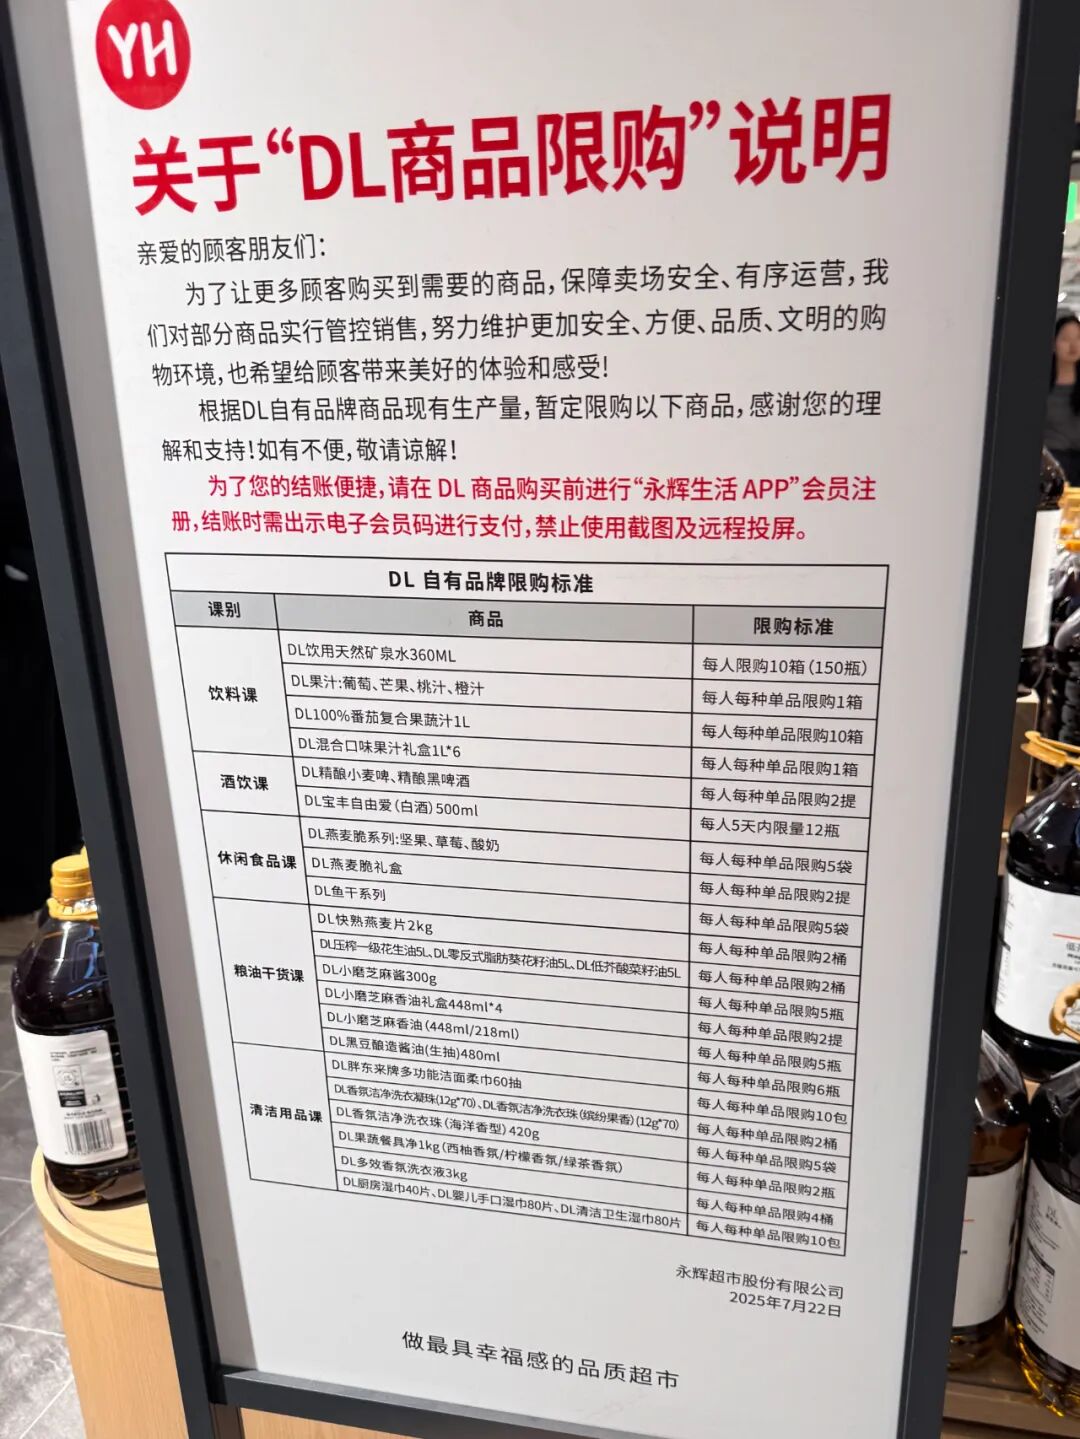 YH
关于“DL商品限购”说明
亲爱的顾客朋友们：
为了让更多顾客购买到需要的商品，保障卖场安全、有序运营，我
们对部分商品实行管控销售，努力维护更加安全、方便、品质、文明的购
物环境，也希望给顾客带来美好的体验和感受！
根据DL自有品牌商品现有生产量，暂定限购以下商品，感谢您的理
解和支持！如有不便，敬请谅解！
为了您的结账便捷，请在 DL 商品购买前进行“永辉生活 APP”会员注
册，结账时需出示电子会员码进行支付，禁止使用截图及远程投屏。
DL 自有品牌限购标准
课别 商品 限购标准
饮料课
DL饮用天然矿泉水360ML 每人限购10箱（150瓶）
DL果汁:葡萄、芒果、桃汁、橙汁 每人每种单品限购1箱
DL100%番茄复合果蔬汁1L 每人每种单品限购10箱
DL混合口味果汁礼盒1L*6 每人每种单品限购1箱
酒饮课
DL精酿小麦啤、精酿黑啤酒 每人每种单品限购2提
DL宝丰自由爱（白酒）500ml 每人5天内限量12瓶
休闲食品课
DL燕麦脆系列:坚果、草莓、酸奶 每人每种单品限购5袋
DL燕麦脆礼盒 每人每种单品限购2提
DL鱼干系列 每人每种单品限购5袋
粮油干货课
DL快熟燕麦片2kg 每人每种单品限购2桶
DL压榨一级花生油5L、DL零反式脂肪葵花籽油5L、DL低芥酸菜籽油5L 每人每种单品限购2桶
DL小磨芝麻酱300g 每人每种单品限购5瓶
DL小磨芝麻香油礼盒448ml*4 每人每种单品限购2提
DL小磨芝麻香油（448ml/218ml） 每人每种单品限购5瓶
DL黑豆酿造酱油(生抽)480ml 每人每种单品限购6瓶
清洁用品课
DL胖东来牌多功能洁面柔巾60抽 每人每种单品限购10包
DL香氛洁净洗衣凝珠(12g*70)、DL香氛洁净洗衣珠(缤纷果香)(12g*70) 每人每种单品限购2桶
DL香氛洁净洗衣珠（海洋香型）420g 每人每种单品限购5袋
DL果蔬餐具净1kg（西柚香氛/柠檬香氛/绿茶香氛） 每人每种单品限购2瓶
DL多效香氛洗衣液3kg 每人每种单品限购4桶
DL厨房湿巾40片、DL婴儿手口湿巾80片、DL清洁卫生湿巾80片 每人每种单品限购10包
永辉超市股份有限公司
2025年7月22日
做最具幸福感的品质超市
DL